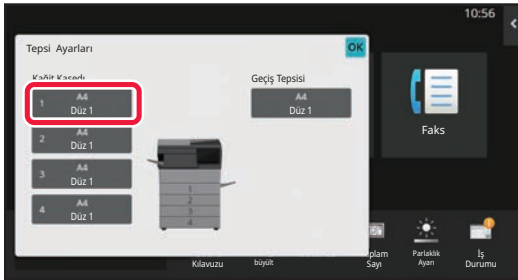 10:56
Tepsi Ayarları
OK
Kağıt Kasedı
Geçiş Tepsisi
1 A4
Düz 1
A4
Düz 1
2 A4
Düz 1
3 A4
Düz 1
4 A4
Düz 1
1
2
3
4
Faks
Kılavuzu
büyült
plam
Sayı
Parlaklık
Ayarı
İş
Durumu